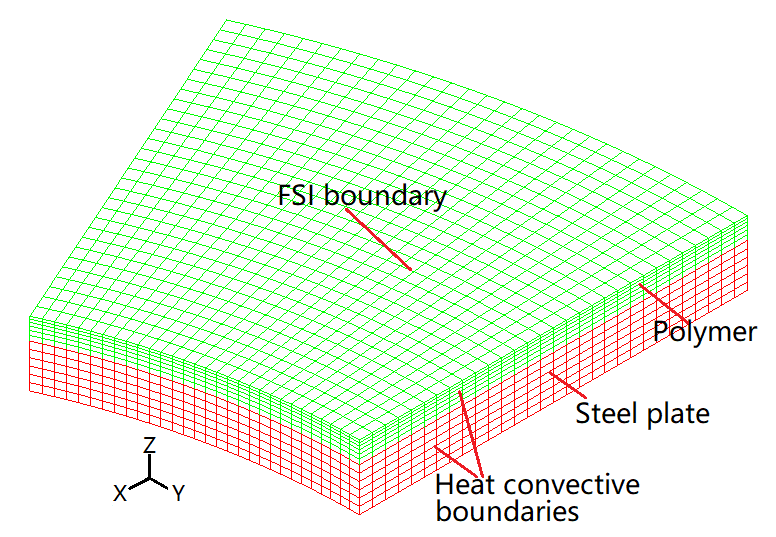 FSI boundary
Polymer
Steel plate
Heat convective
boundaries
Z
X
Y